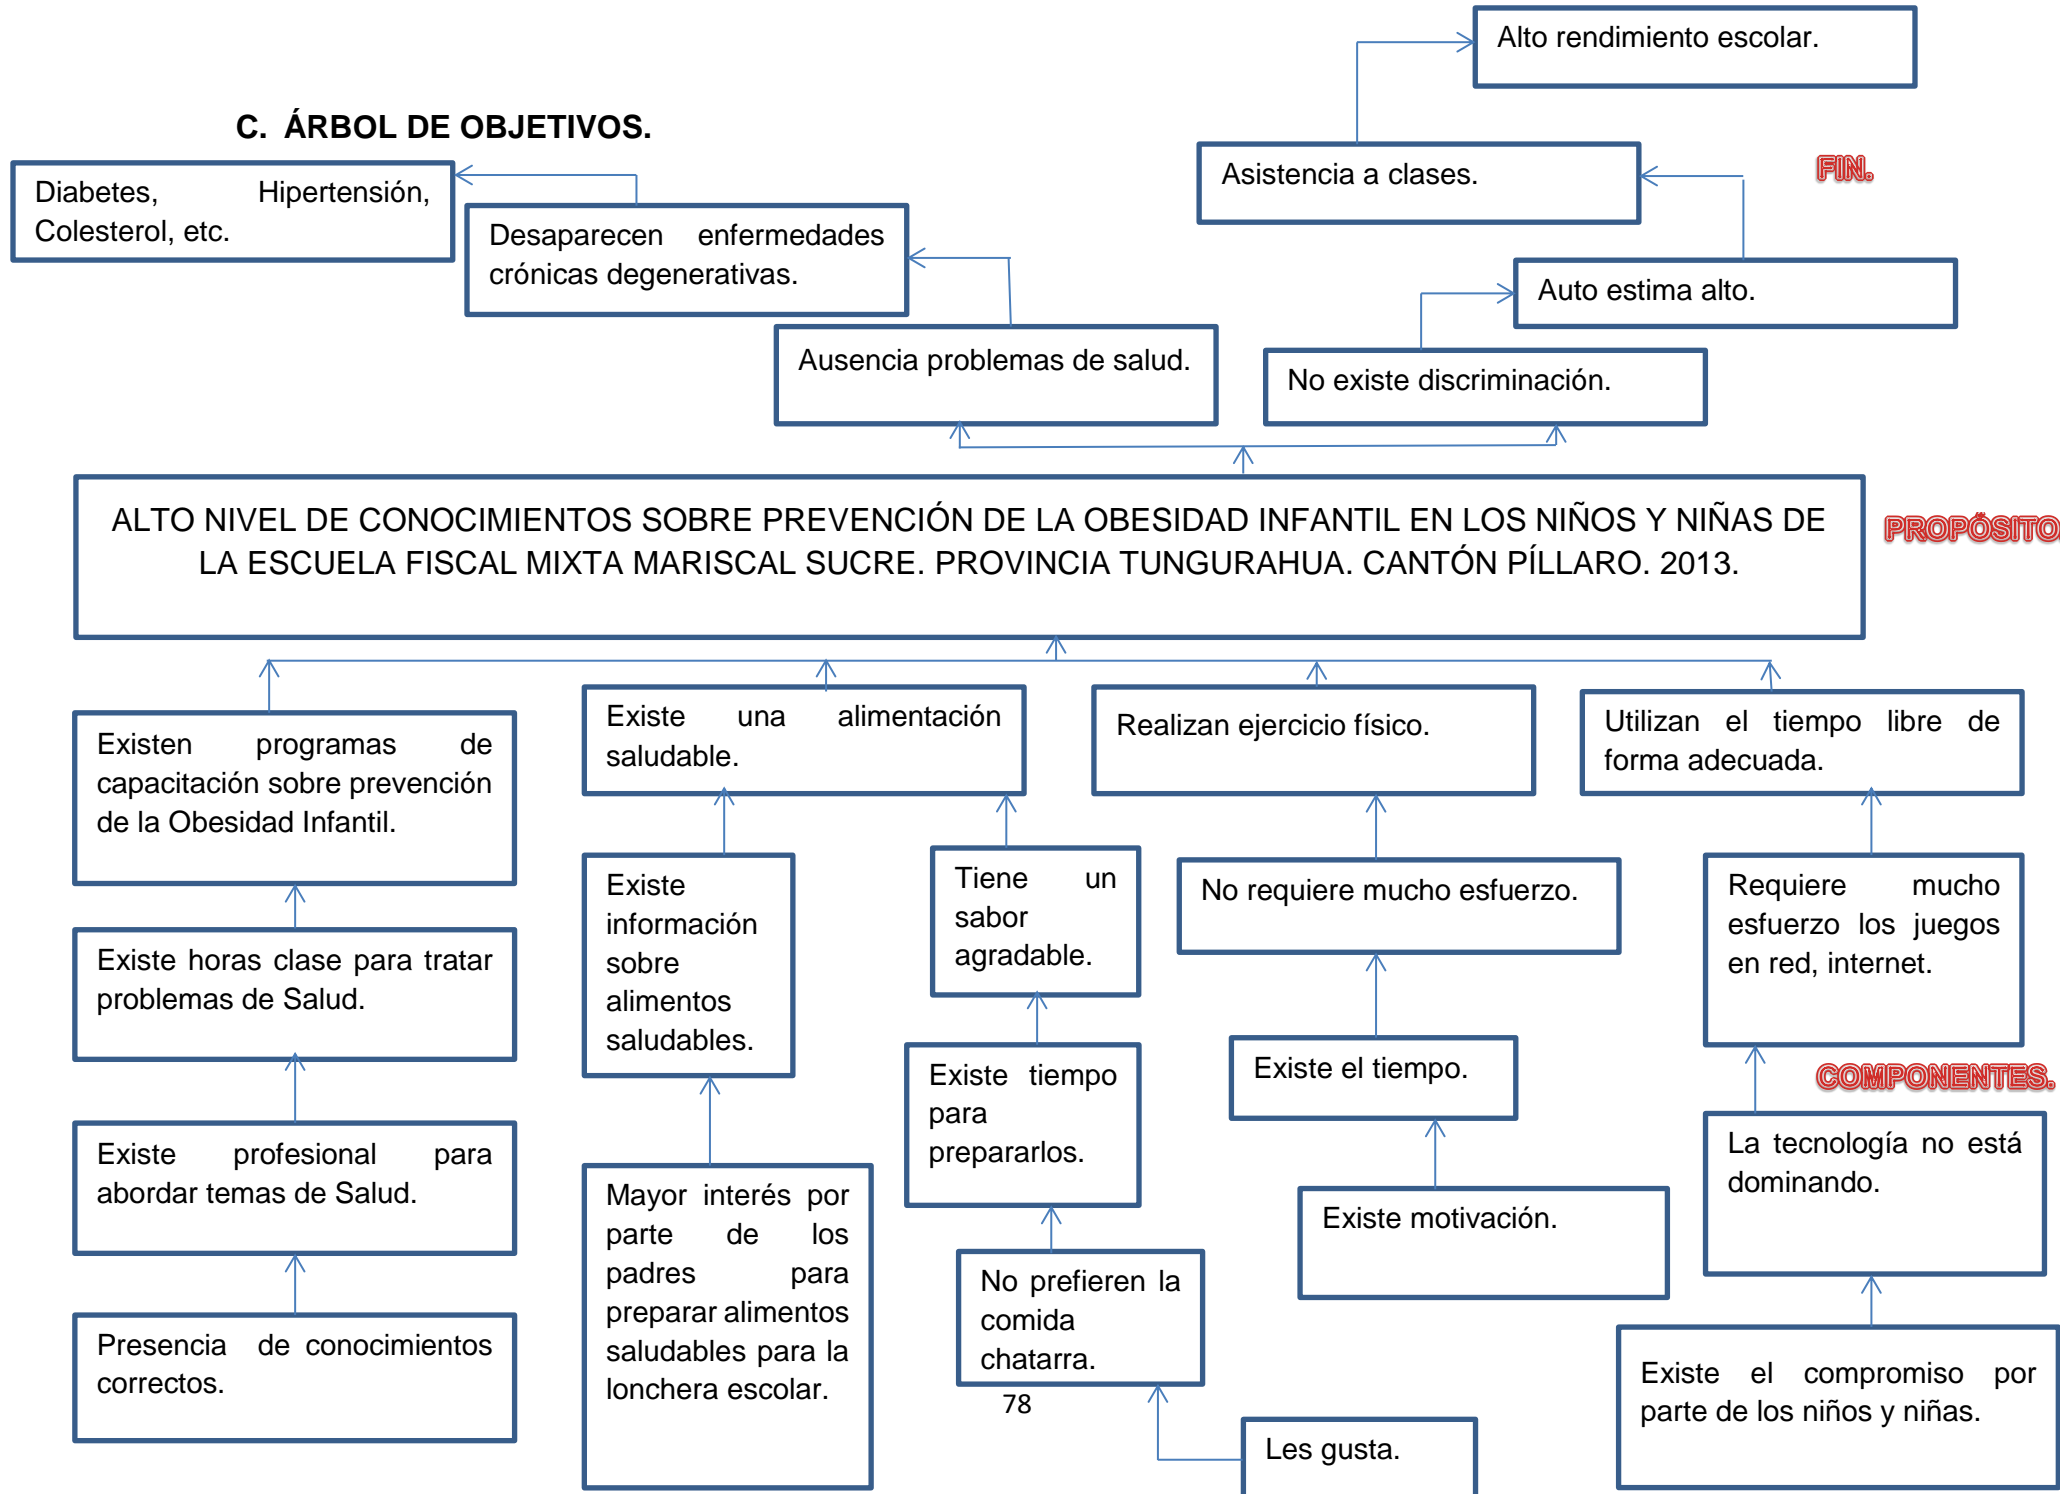 Alto rendimiento escolar.
C. ÁRBOL DE OBJETIVOS.
Diabetes, Hipertensión,
Colesterol, etc.
Asistencia a clases.
FIN.
Desaparecen enfermedades
crónicas degenerativas.
Auto estima alto.
Ausencia problemas de salud.
No existe discriminación.
ALTO NIVEL DE CONOCIMIENTOS SOBRE PREVENCIÓN DE LA OBESIDAD INFANTIL EN LOS NIÑOS Y NIÑAS DE
LA ESCUELA FISCAL MIXTA MARISCAL SUCRE. PROVINCIA TUNGURAHUA. CANTÓN PÍLLARO. 2013.
PROPÓSITO.
Existen programas de
capacitación sobre prevención
de la Obesidad Infantil.
Existe una alimentación
saludable.
Realizan ejercicio físico.
Utilizan el tiempo libre de
forma adecuada.
Existe
información
sobre
alimentos
saludables.
Tiene un
sabor
agradable.
No requiere mucho esfuerzo.
Requiere mucho
esfuerzo los juegos
en red, internet.
Existe horas clase para tratar
problemas de Salud.
Existe tiempo
para
prepararlos.
Existe el tiempo.
COMPONENTES.
Existe profesional para
abordar temas de Salud.
Mayor interés por
parte de los
padres para
preparar alimentos
saludables para la
lonchera escolar.
La tecnología no está
dominando.
Existe motivación.
No prefieren la
comida
chatarra.
Presencia de conocimientos
correctos.
Existe el compromiso por
parte de los niños y niñas.
78
Les gusta.